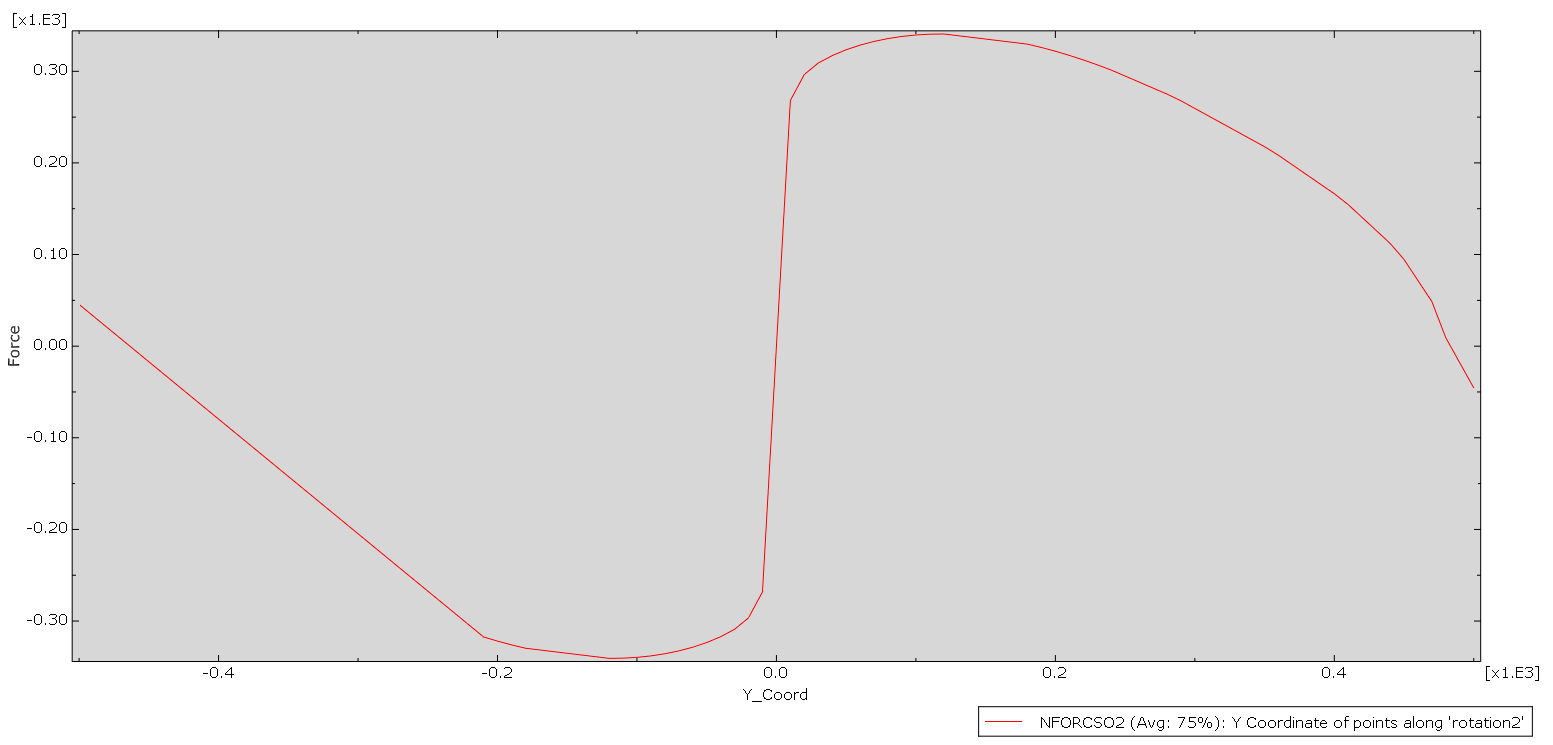 [x1.E3]
0.30
0.20
0.10
0.00
-0.10
-0.20
-0.30
Force
-0.4
-0.2
0.0
0.2
0.4
[x1.E3]
Y_Coord
NFORCSO2 (Avg: 75%): Y Coordinate of points along 'rotation2'